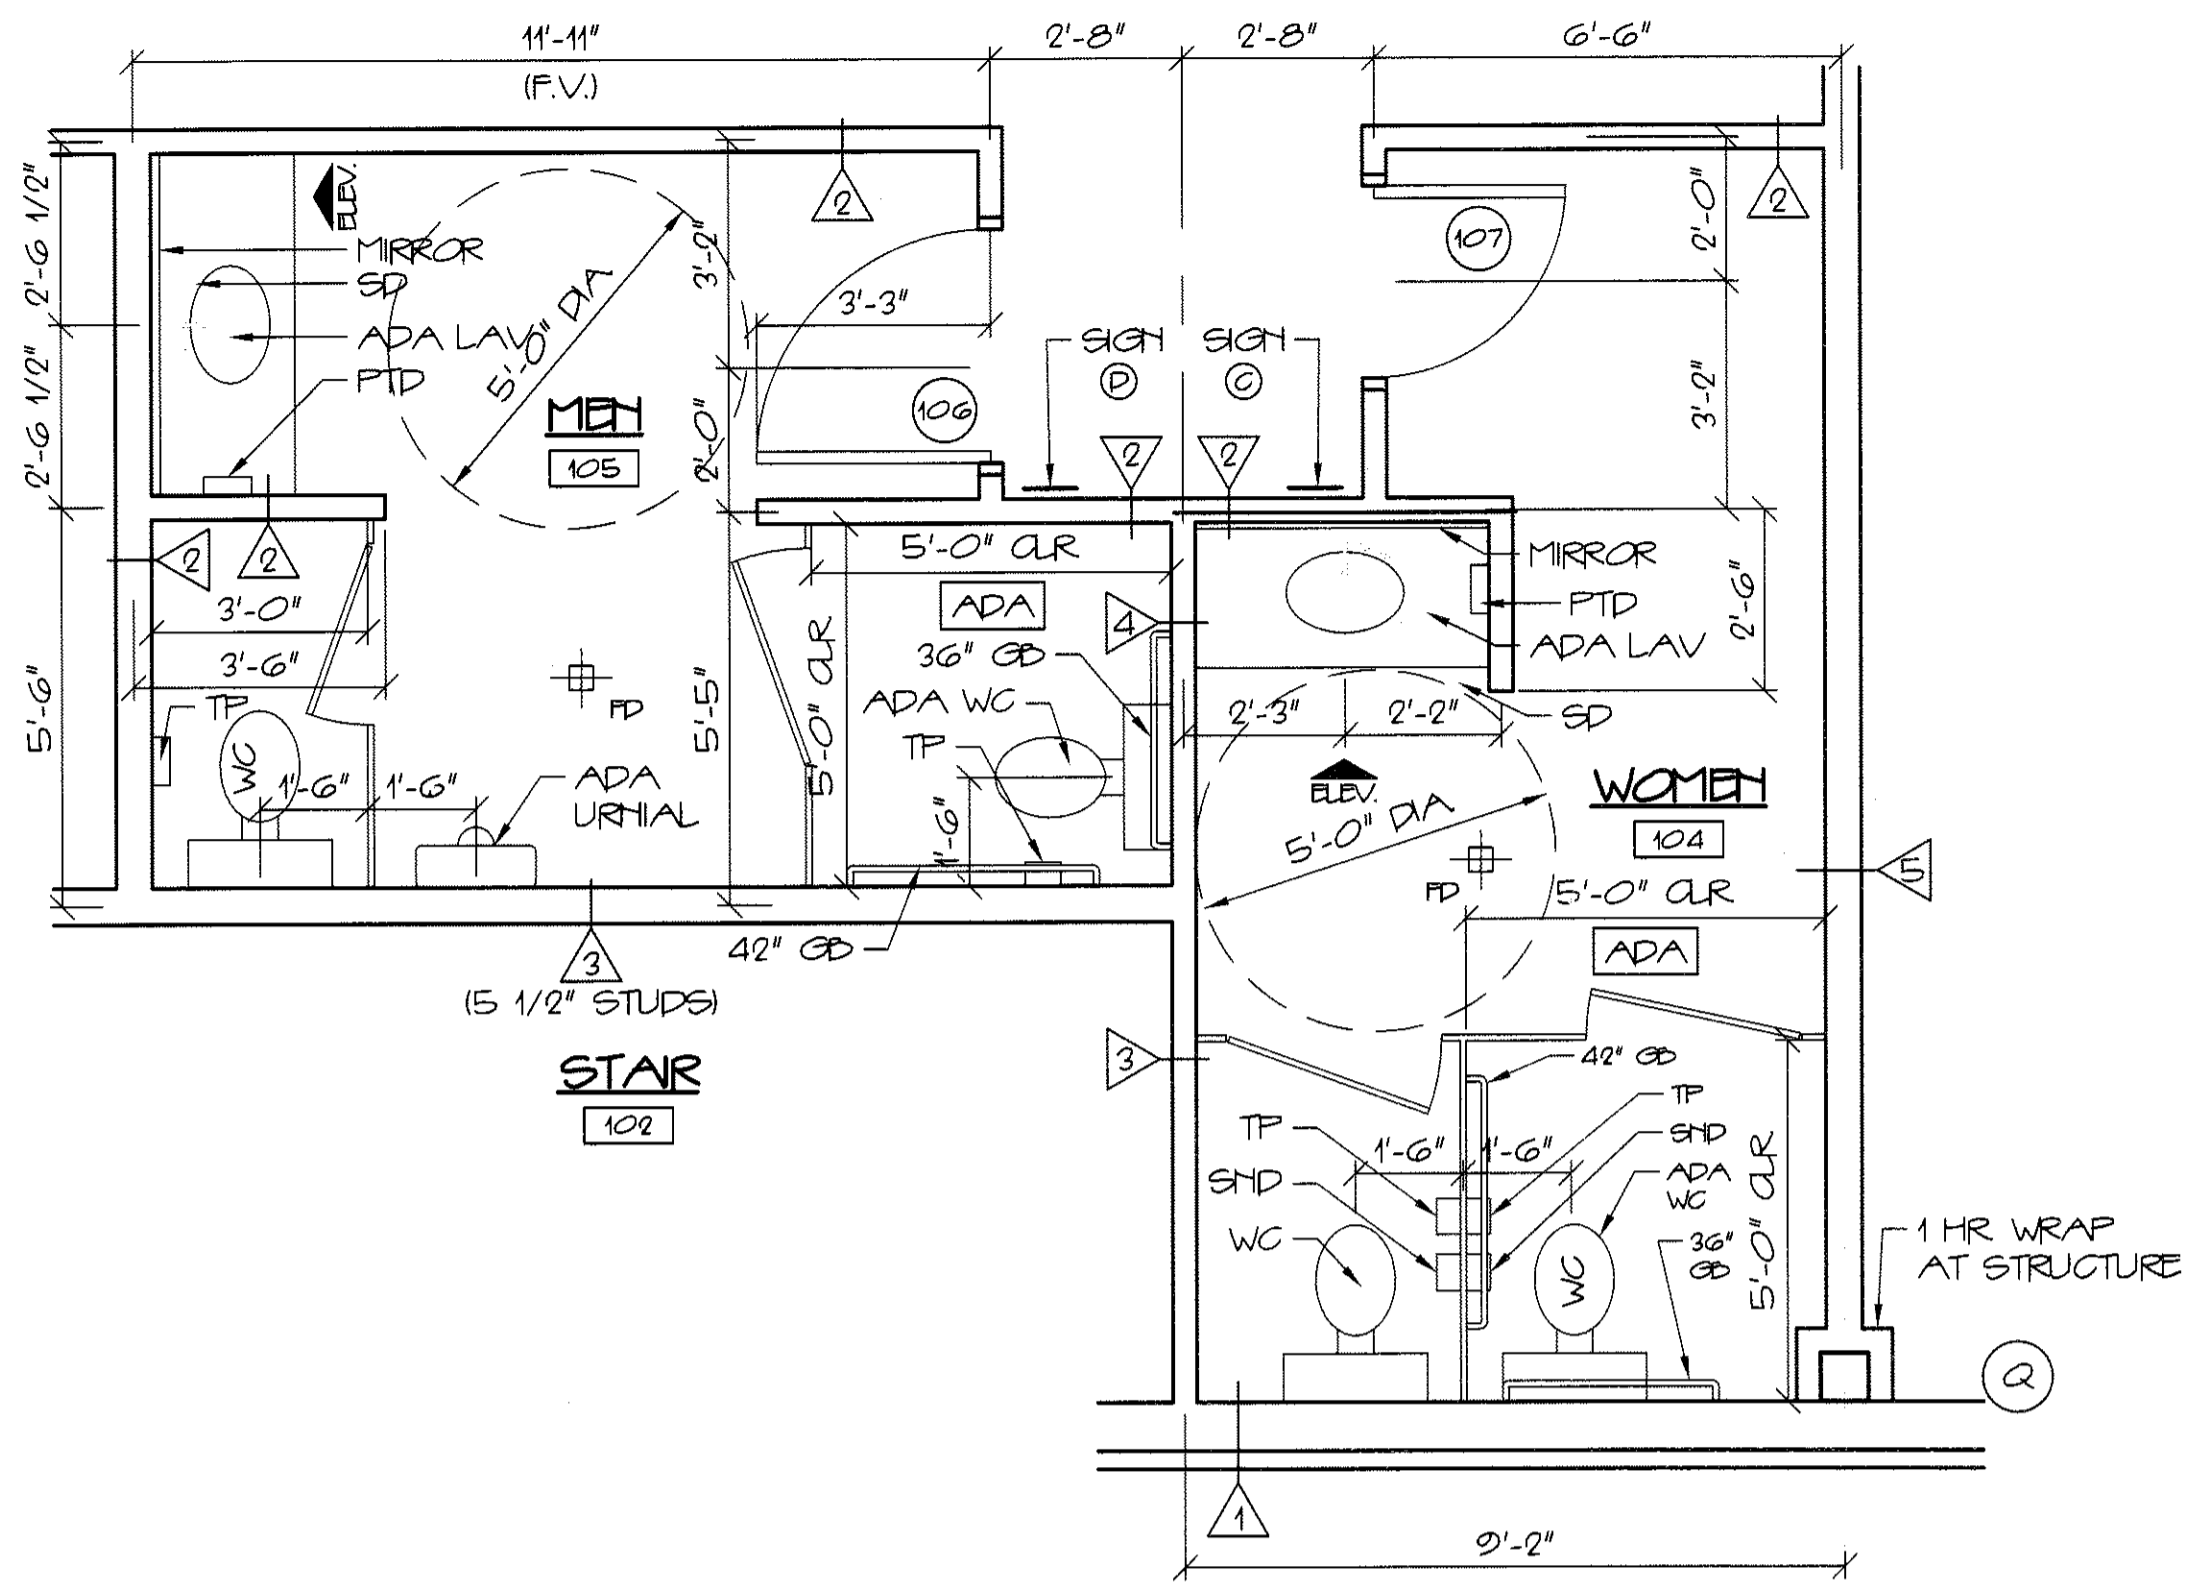 11'-11"
(F.V.)
2'-8"
2'-8"
6'-6"
2'-6 1/2"
2'-6 1/2"
5'-6"
ELEV.
MIRROR
SD
ADA LAV
PTD
5'-0" DIA
MEN
105
3'-2"
2'-0"
5'-5"
2
3'-3"
106
SIGN
D
SIGN
C
2
2
107
2
2'-0"
3'-2"
2
2
3'-0"
3'-6"
TP
WC
1'-6"
1'-6"
ADA
URNIAL
FD
5'-0" CLR
5'-0" CLR
ADA
36" GB
ADA WC
TP
1'-6"
42" GB
4
MIRROR
PTD
ADA LAV
2'-6"
SD
2'-3"
2'-2"
ELEV.
5'-0" DIA
WOMEN
104
FD
5'-0" CLR
ADA
5
3
(5 1/2" STUDS)
STAIR
102
3
42" GB
TP
SND
ADA
WC
36"
GB
TP
SND
WC
1'-6"
1'-6"
WC
5'-0" CLR
1 HR WRAP
AT STRUCTURE
Q
1
9'-2"